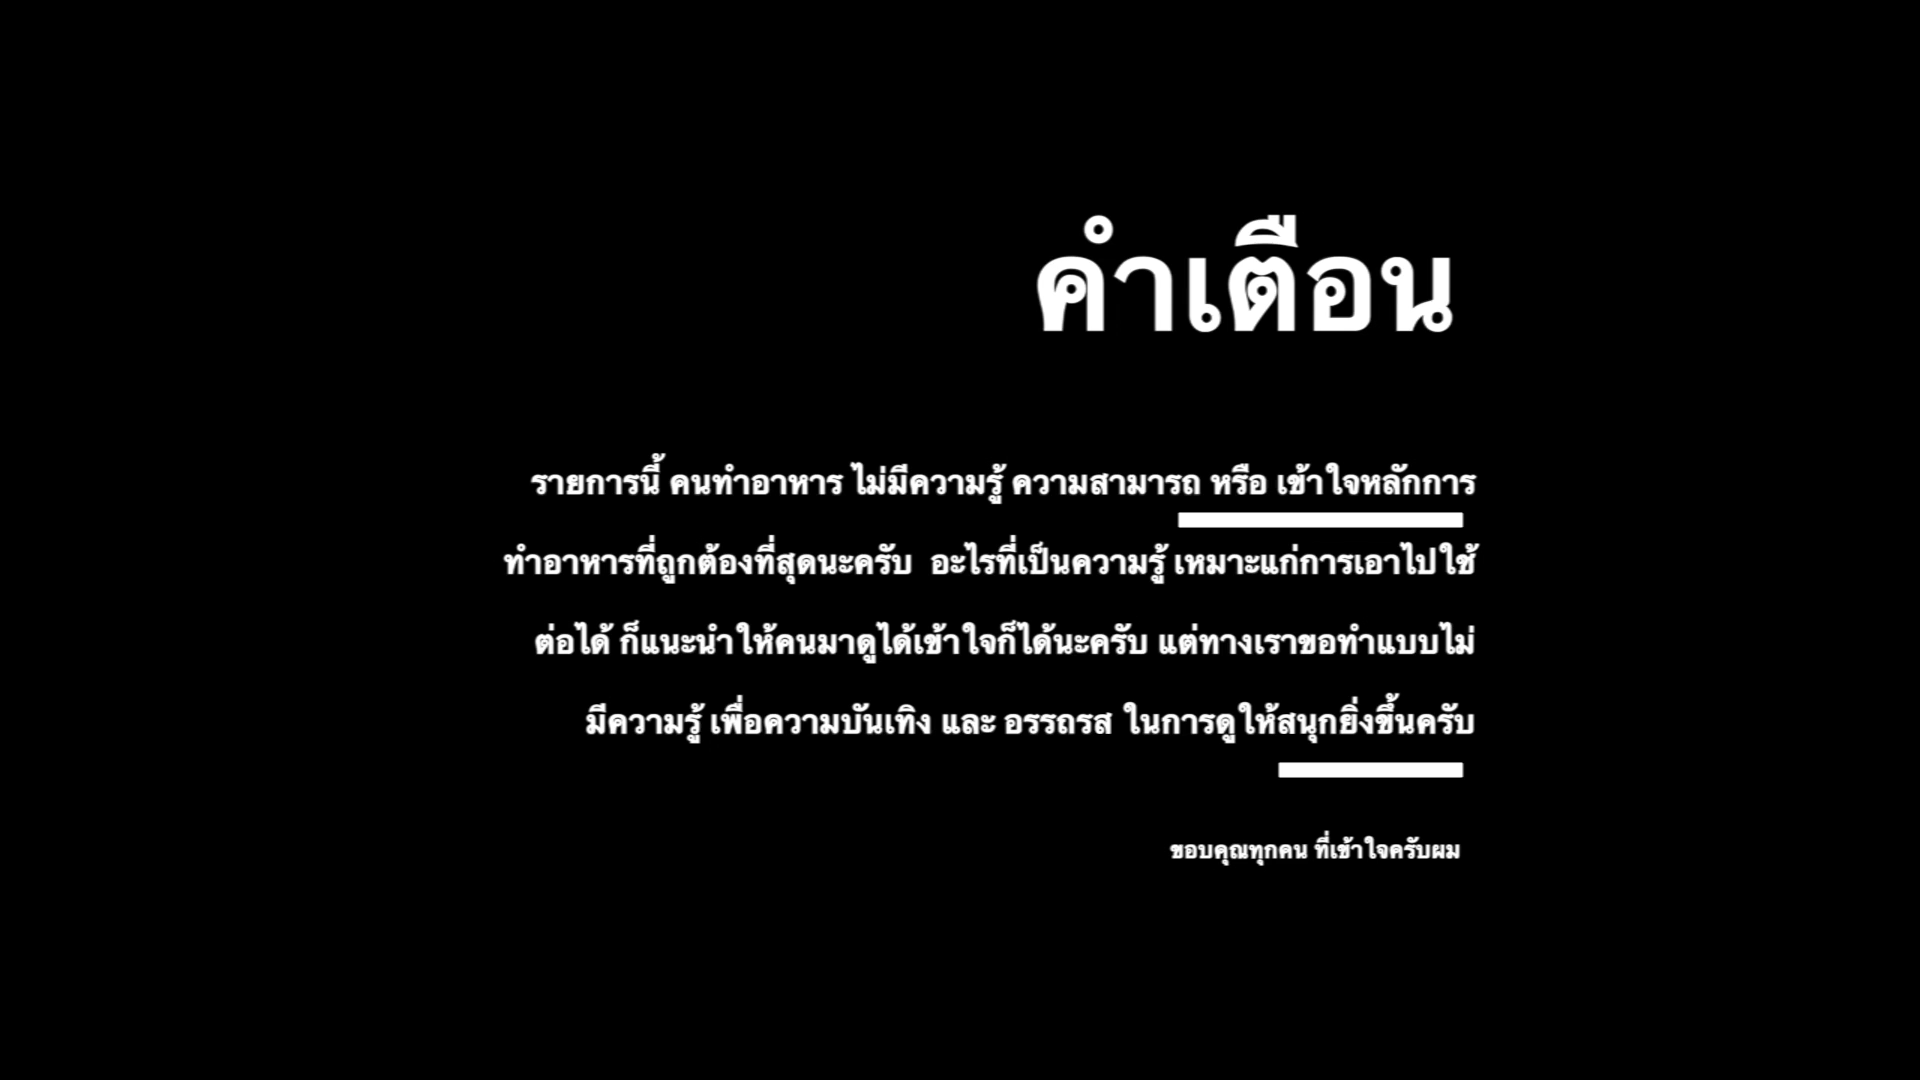 คำเตือน
รายการนี้ คนทำอาหาร ไม่มีความรู้ ความสามารถ หรือ เข้าใจหลักการ
ทำอาหารที่ถูกต้องที่สุดนะครับ อะไรที่เป็นความรู้ เหมาะแก่การเอาไปใช้
ต่อได้ ก็แนะนำให้คนมาดูได้เข้าใจก็ได้นะครับ แต่ทางเราขอทำแบบไม่
มีความรู้ เพื่อความบันเทิง และ อรรถรส ในการดูให้สนุกยิ่งขึ้นครับ
ขอบคุณทุกคน ที่เข้าใจครับผม